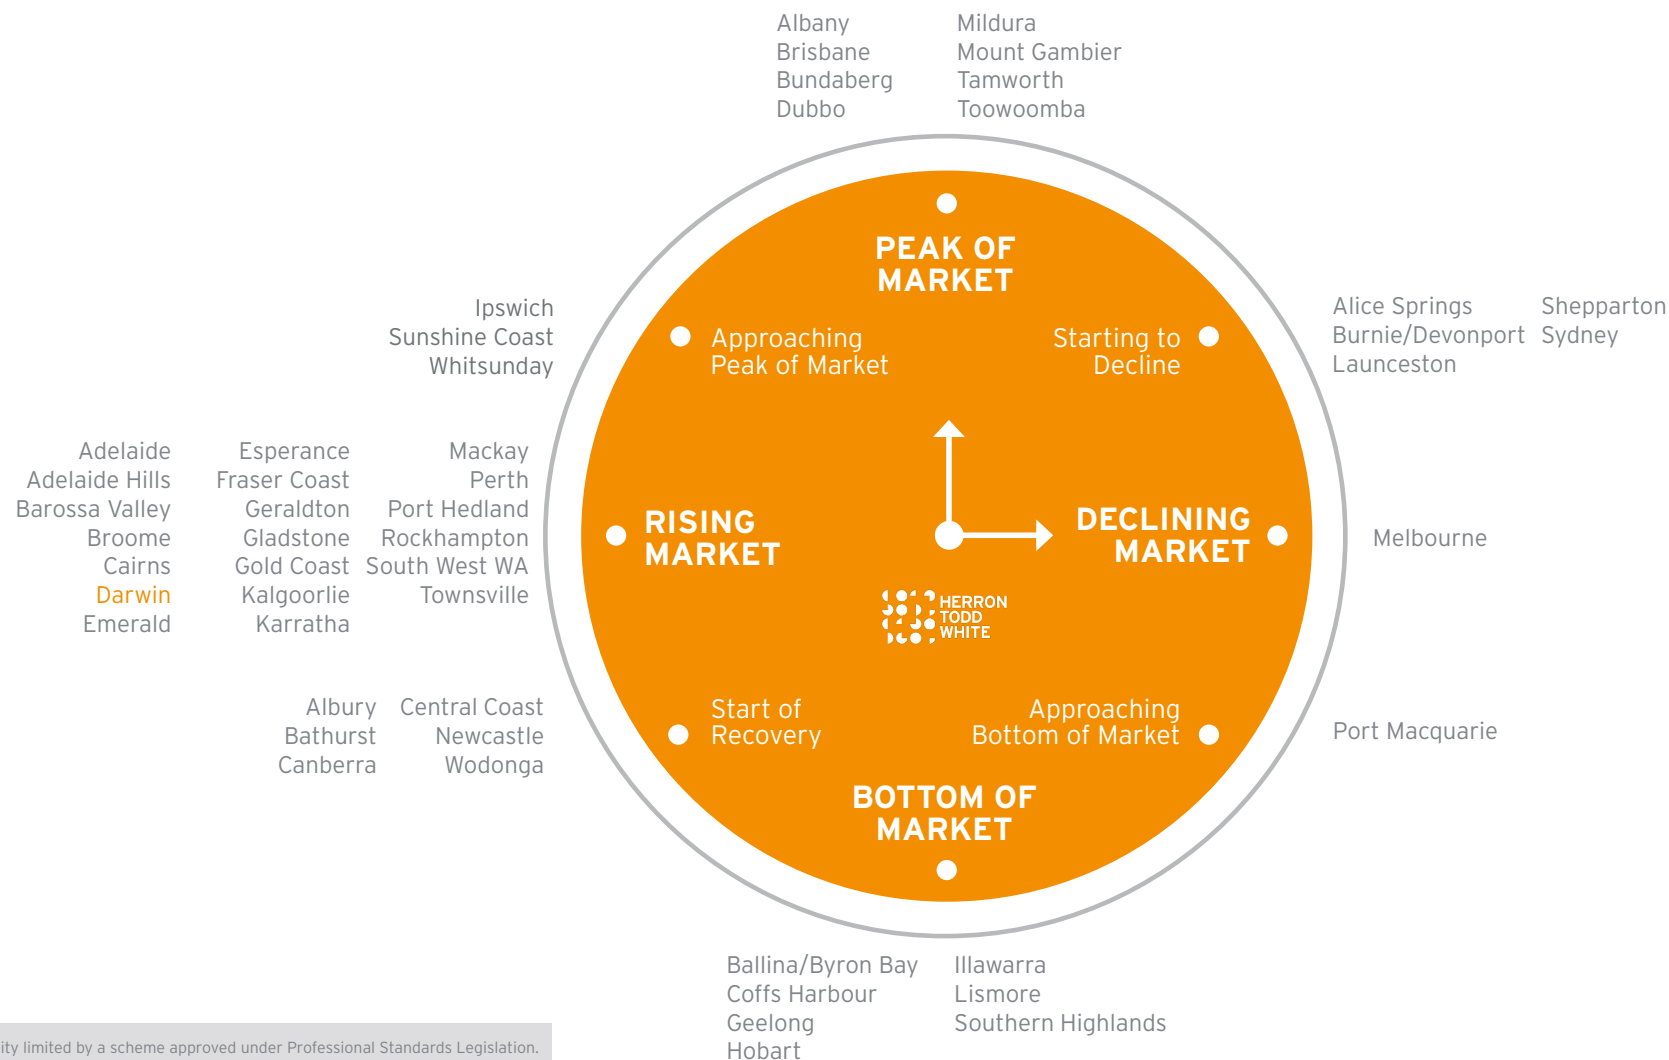 Albany
Brisbane
Bundaberg
Dubbo
Mildura
Mount Gambier
Tamworth
Toowoomba
PEAK OF
MARKET
Ipswich
Sunshine Coast
Whitsunday
Approaching
Peak of Market
Starting to
Decline
Alice Springs
Burnie/Devonport
Launceston
Shepparton
Sydney
Adelaide
Adelaide Hills
Barossa Valley
Broome
Cairns
Darwin
Emerald
Esperance
Fraser Coast
Geraldton
Gladstone
Gold Coast
Kalgoorlie
Karratha
Mackay
Perth
Port Hedland
Rockhampton
South West WA
Townsville
RISING
MARKET
DECLINING
MARKET
Melbourne
HERRON
TODD
WHITE
Albury
Bathurst
Canberra
Central Coast
Newcastle
Wodonga
Start of
Recovery
Approaching
Bottom of Market
Port Macquarie
BOTTOM OF
MARKET
Ballina/Byron Bay
Coffs Harbour
Geelong
Hobart
Illawarra
Lismore
Southern Highlands
ity limited by a scheme approved under Professional Standards Legislation.